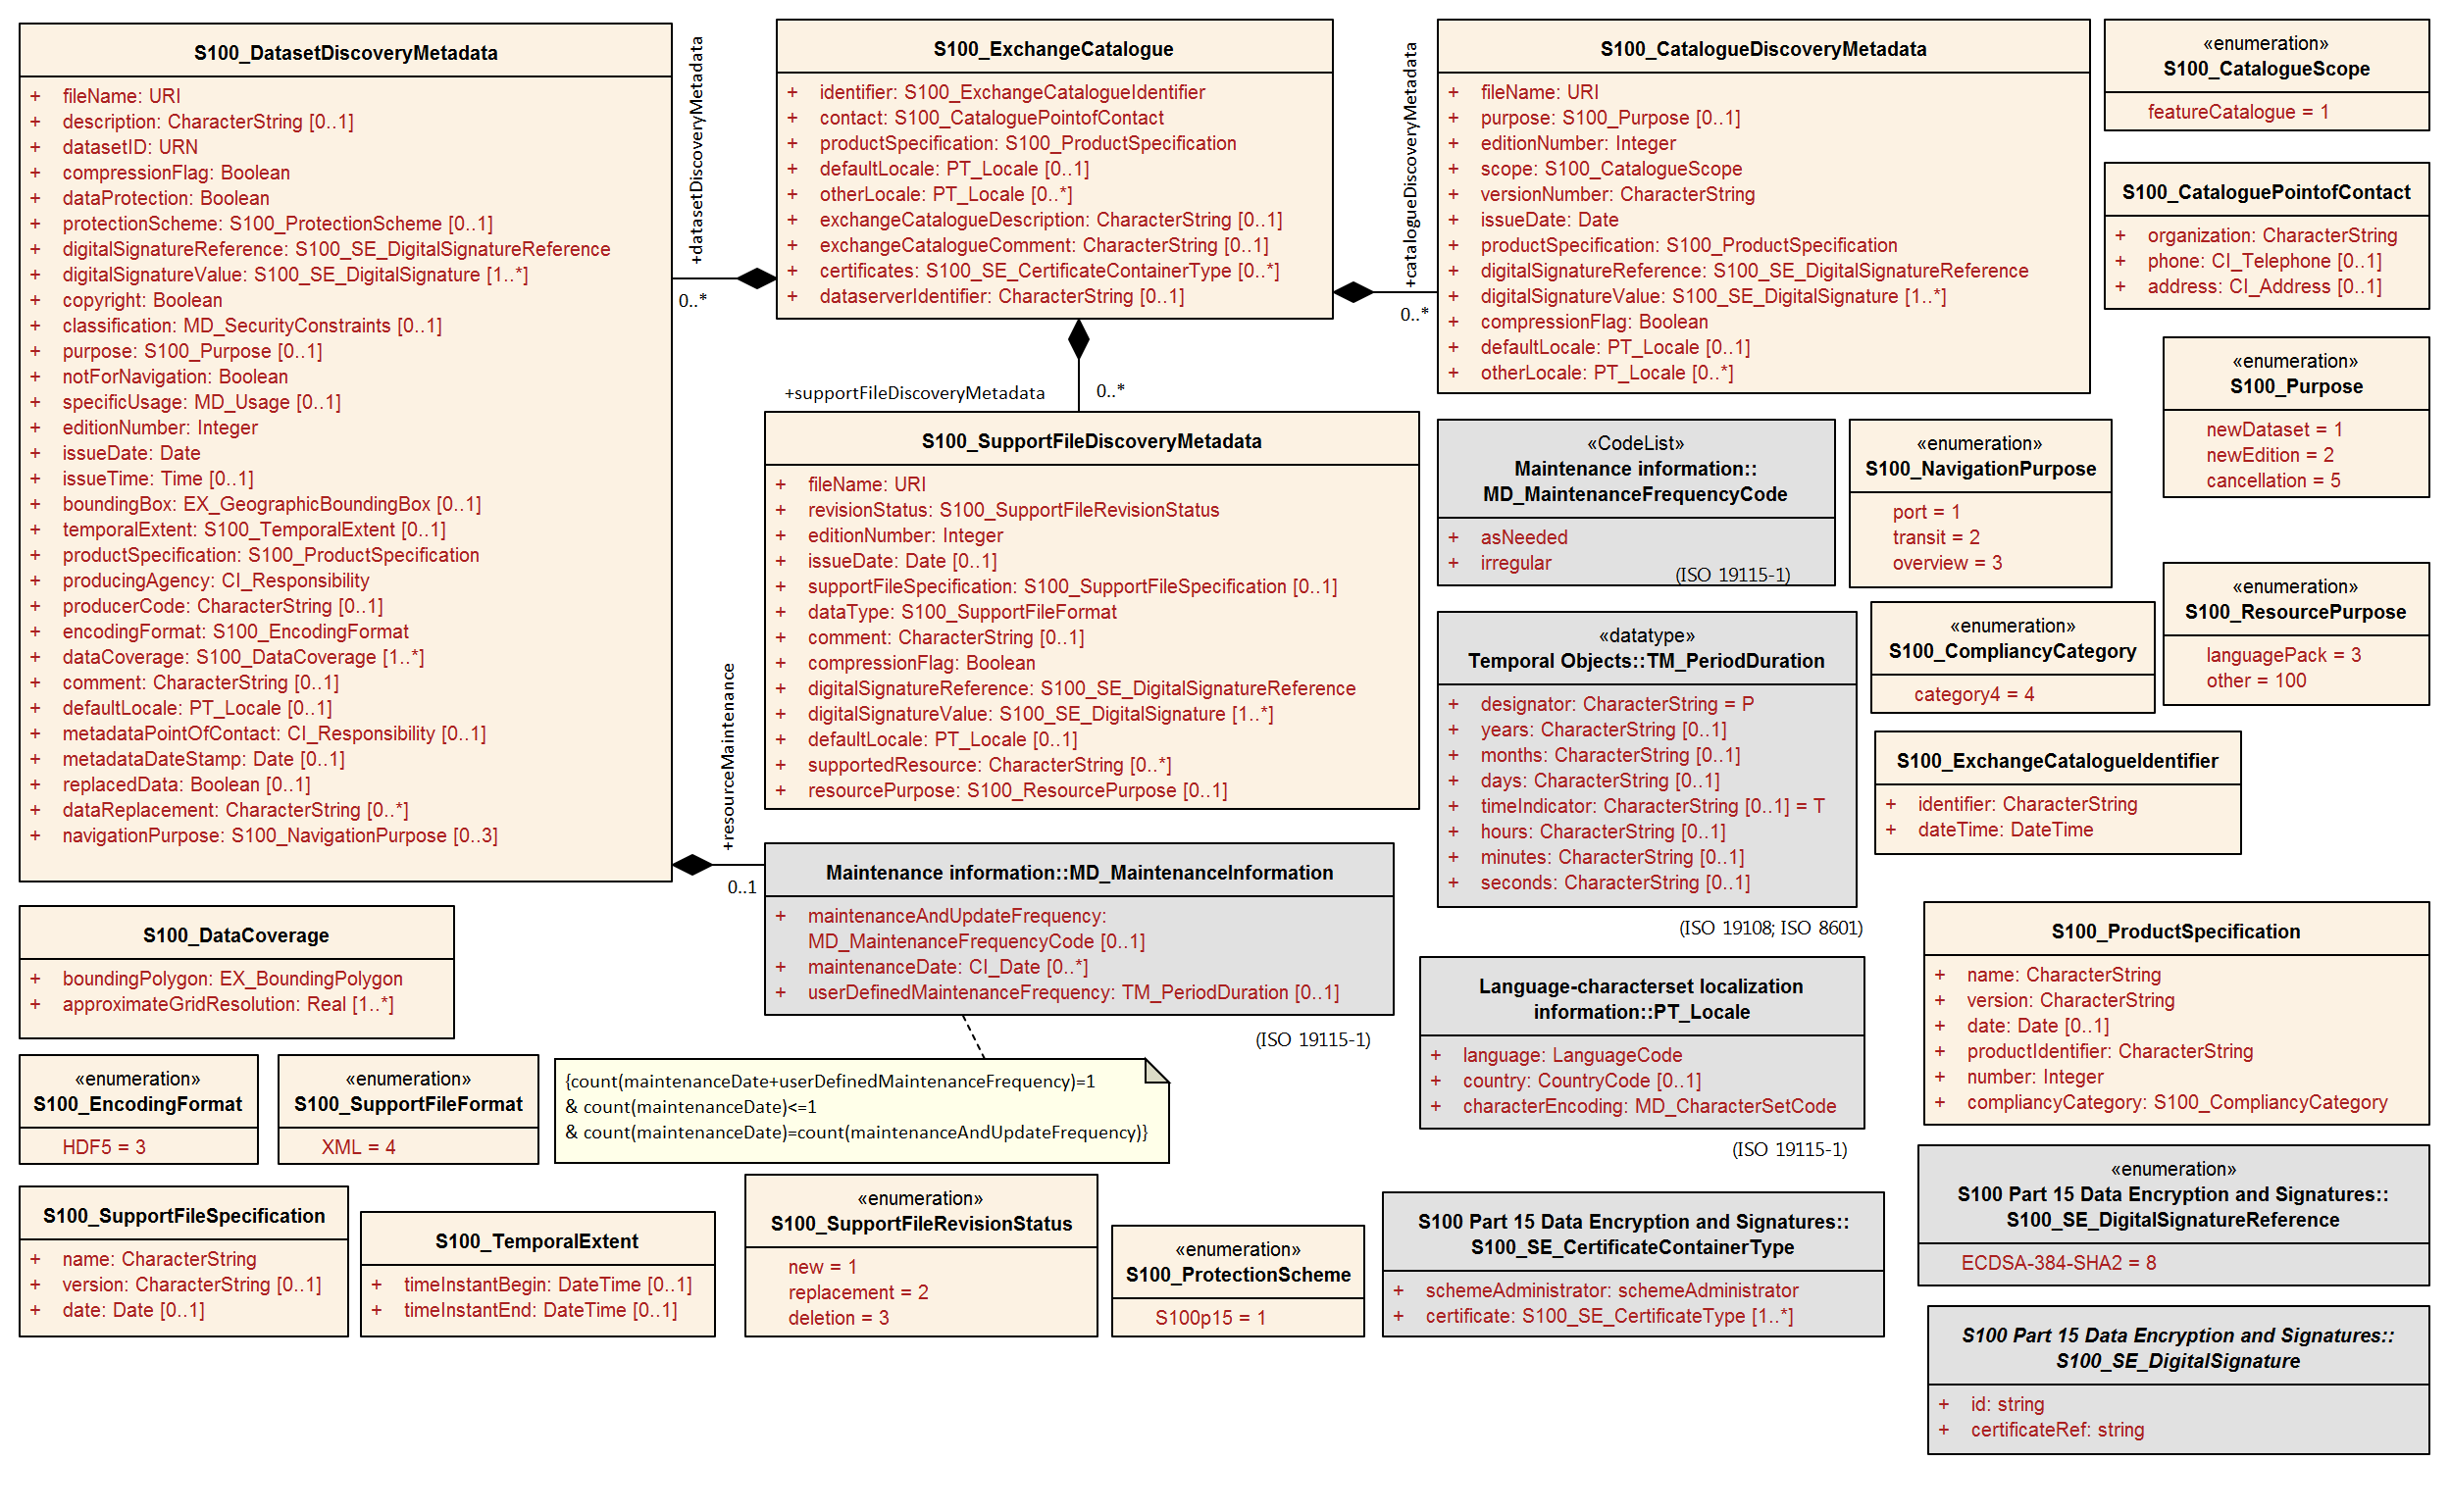 S100_DatasetDiscoveryMetadata
+ fileName: URI
+ description: CharacterString [0..1]
+ datasetID: URN
+ compressionFlag: Boolean
+ dataProtection: Boolean
+ protectionScheme: S100_ProtectionScheme [0..1]
+ digitalSignatureReference: S100_SE_DigitalSignatureReference
+ digitalSignatureValue: S100_SE_DigitalSignature [1..*]
+ copyright: Boolean
+ classification: MD_SecurityConstraints [0..1]
+ purpose: S100_Purpose [0..1]
+ notForNavigation: Boolean
+ specificUsage: MD_Usage [0..1]
+ editionNumber: Integer
+ issueDate: Date
+ issueTime: Time [0..1]
+ boundingBox: EX_GeographicBoundingBox [0..1]
+ temporalExtent: S100_TemporalExtent [0..1]
+ productSpecification: S100_ProductSpecification
+ producingAgency: CI_Responsibility
+ producerCode: CharacterString [0..1]
+ encodingFormat: S100_EncodingFormat
+ dataCoverage: S100_DataCoverage [1..*]
+ comment: CharacterString [0..1]
+ defaultLocale: PT_Locale [0..1]
+ metadataPointOfContact: CI_Responsibility [0..1]
+ metadataDateStamp: Date [0..1]
+ replacedData: Boolean [0..1]
+ dataReplacement: CharacterString [0..*]
+ navigationPurpose: S100_NavigationPurpose [0..3]
+datasetDiscoveryMetadata
0..*
S100_ExchangeCatalogue
+ identifier: S100_ExchangeCatalogueIdentifier
+ contact: S100_CataloguePointofContact
+ productSpecification: S100_ProductSpecification
+ defaultLocale: PT_Locale [0..1]
+ otherLocale: PT_Locale [0..*]
+ exchangeCatalogueDescription: CharacterString [0..1]
+ exchangeCatalogueComment: CharacterString [0..1]
+ certificates: S100_SE_CertificateContainerType [0..*]
+ dataserverIdentifier: CharacterString [0..1]
+catalogueDiscoveryMetadata
0..*
S100_CatalogueDiscoveryMetadata
+ fileName: URI
+ purpose: S100_Purpose [0..1]
+ editionNumber: Integer
+ scope: S100_CatalogueScope
+ versionNumber: CharacterString
+ issueDate: Date
+ productSpecification: S100_ProductSpecification
+ digitalSignatureReference: S100_SE_DigitalSignatureReference
+ digitalSignatureValue: S100_SE_DigitalSignature [1..*]
+ compressionFlag: Boolean
+ defaultLocale: PT_Locale [0..1]
+ otherLocale: PT_Locale [0..*]
«enumeration»
S100_CatalogueScope
featureCatalogue = 1
S100_CataloguePointofContact
+ organization: CharacterString
+ phone: CI_Telephone [0..1]
+ address: CI_Address [0..1]
«enumeration»
S100_Purpose
newDataset = 1
newEdition = 2
cancellation = 5
+supportFileDiscoveryMetadata
0..*
S100_SupportFileDiscoveryMetadata
+ fileName: URI
+ revisionStatus: S100_SupportFileRevisionStatus
+ editionNumber: Integer
+ issueDate: Date [0..1]
+ supportFileSpecification: S100_SupportFileSpecification [0..1]
+ dataType: S100_SupportFileFormat
+ comment: CharacterString [0..1]
+ compressionFlag: Boolean
+ digitalSignatureReference: S100_SE_DigitalSignatureReference
+ digitalSignatureValue: S100_SE_DigitalSignature [1..*]
+ defaultLocale: PT_Locale [0..1]
+ supportedResource: CharacterString [0..*]
+ resourcePurpose: S100_ResourcePurpose [0..1]
«CodeList»
Maintenance information::
MD_MaintenanceFrequencyCode
+ asNeeded
+ irregular
(ISO 19115-1)
«enumeration»
S100_NavigationPurpose
port = 1
transit = 2
overview = 3
«enumeration»
S100_ResourcePurpose
languagePack = 3
other = 100
«enumeration»
S100_CompliancyCategory
category4 = 4
«datatype»
Temporal Objects::TM_PeriodDuration
+ designator: CharacterString = P
+ years: CharacterString [0..1]
+ months: CharacterString [0..1]
+ days: CharacterString [0..1]
+ timeIndicator: CharacterString [0..1] = T
+ hours: CharacterString [0..1]
+ minutes: CharacterString [0..1]
+ seconds: CharacterString [0..1]
(ISO 19108; ISO 8601)
S100_ExchangeCatalogueIdentifier
+ identifier: CharacterString
+ dateTime: DateTime
+resourceMaintenance
0..1
Maintenance information::MD_MaintenanceInformation
+ maintenanceAndUpdateFrequency:
MD_MaintenanceFrequencyCode [0..1]
+ maintenanceDate: CI_Date [0..*]
+ userDefinedMaintenanceFrequency: TM_PeriodDuration [0..1]
(ISO 19115-1)
{count(maintenanceDate+userDefinedMaintenanceFrequency)=1
& count(maintenanceDate)<=1
& count(maintenanceDate)=count(maintenanceAndUpdateFrequency)}
S100_DataCoverage
+ boundingPolygon: EX_BoundingPolygon
+ approximateGridResolution: Real [1..*]
«enumeration»
S100_EncodingFormat
HDF5 = 3
«enumeration»
S100_SupportFileFormat
XML = 4
Language-characterset localization
information::PT_Locale
+ language: LanguageCode
+ country: CountryCode [0..1]
+ characterEncoding: MD_CharacterSetCode
(ISO 19115-1)
S100_ProductSpecification
+ name: CharacterString
+ version: CharacterString
+ date: Date [0..1]
+ productIdentifier: CharacterString
+ number: Integer
+ compliancyCategory: S100_CompliancyCategory
S100_SupportFileSpecification
+ name: CharacterString
+ version: CharacterString [0..1]
+ date: Date [0..1]
S100_TemporalExtent
+ timeInstantBegin: DateTime [0..1]
+ timeInstantEnd: DateTime [0..1]
«enumeration»
S100_SupportFileRevisionStatus
new = 1
replacement = 2
deletion = 3
«enumeration»
S100_ProtectionScheme
S100p15 = 1
S100 Part 15 Data Encryption and Signatures::
S100_SE_CertificateContainerType
+ schemeAdministrator: schemeAdministrator
+ certificate: S100_SE_CertificateType [1..*]
«enumeration»
S100 Part 15 Data Encryption and Signatures::
S100_SE_DigitalSignatureReference
ECDSA-384-SHA2 = 8
S100 Part 15 Data Encryption and Signatures::
S100_SE_DigitalSignature
+ id: string
+ certificateRef: string